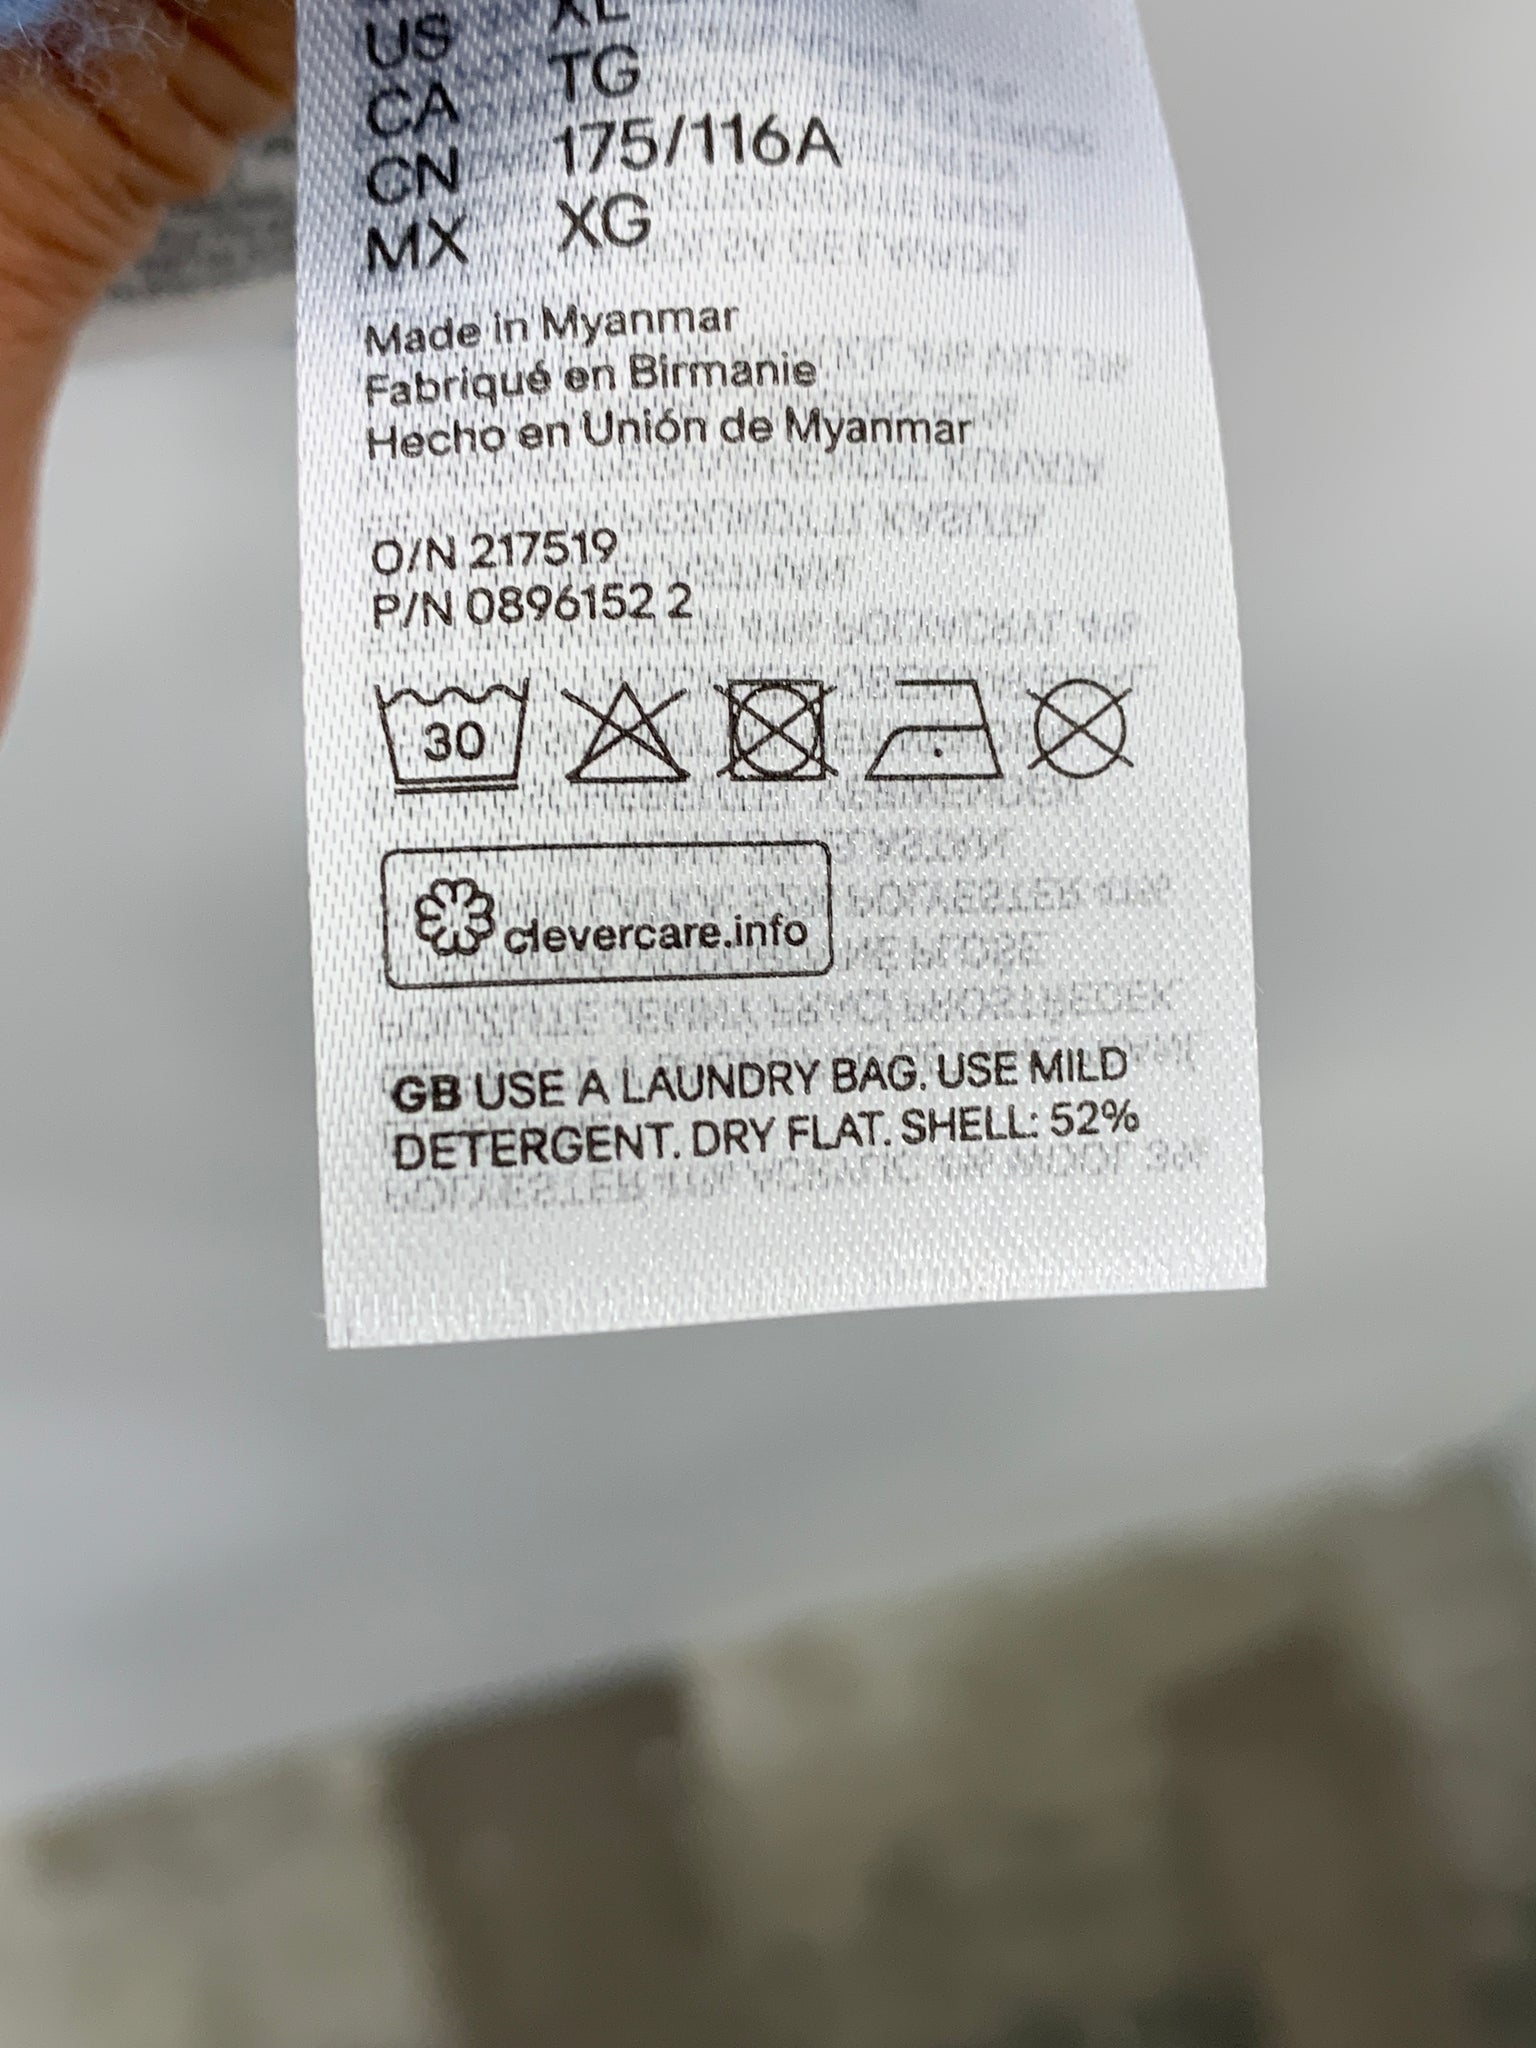 US XL
CA TG
CN 175/116A
MX XG
Made in Myanmar
Fabriqué en Birmanie
Hecho en Unión de Myanmar
O/N 217519
P/N 0896152 2
30
clevercare.info
GB USE A LAUNDRY BAG. USE MILD
DETERGENT. DRY FLAT. SHELL: 52%